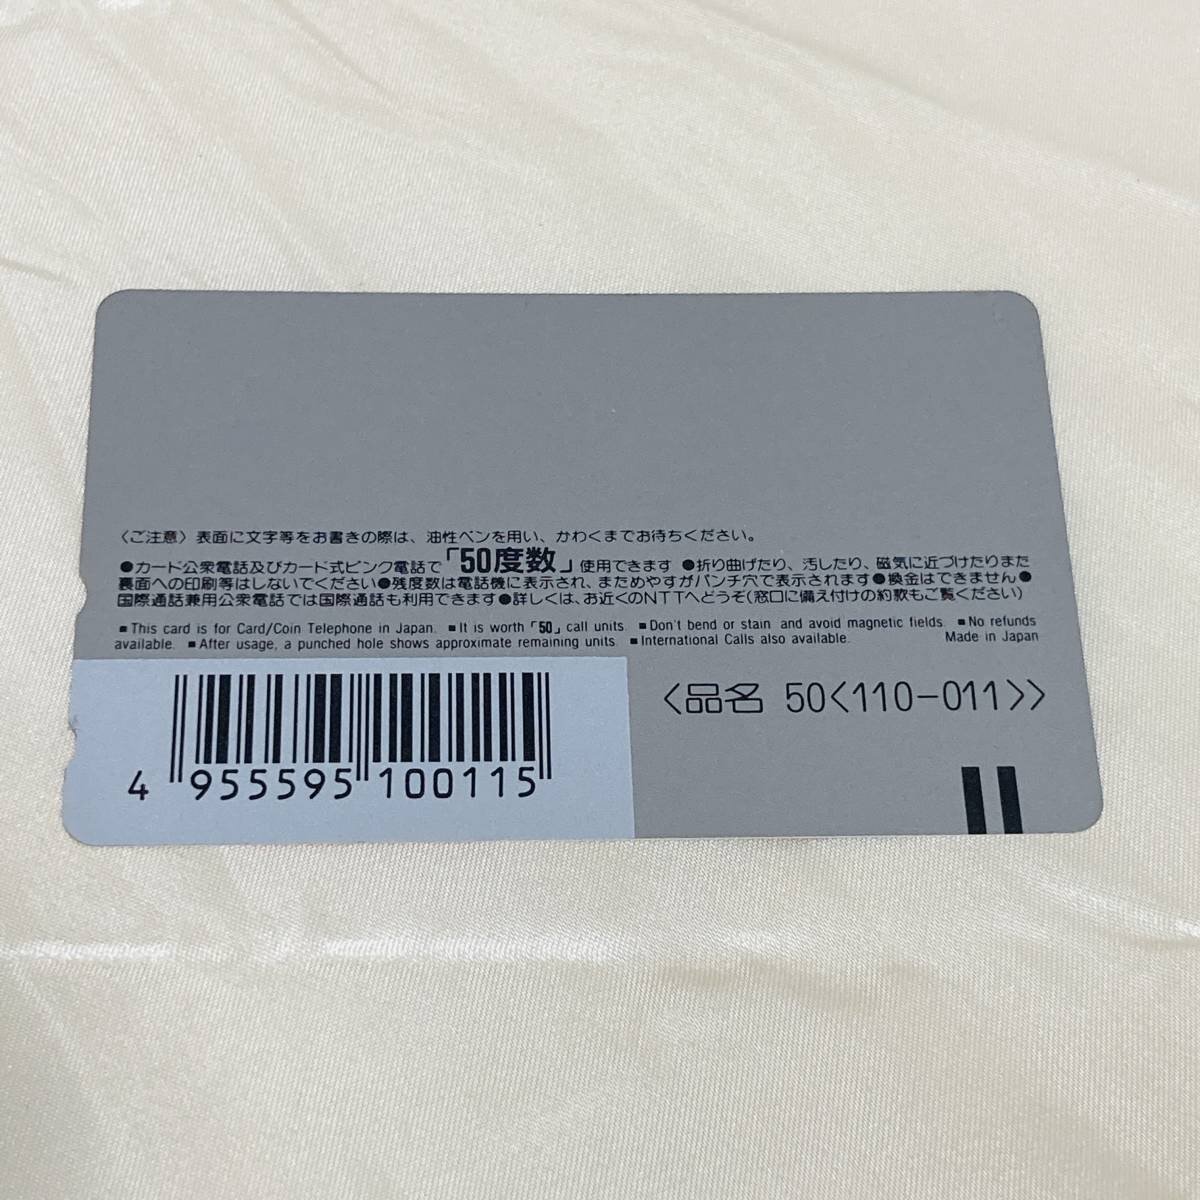 〈ご注意〉表面に文字等をお書きの際は、油性ペンを用い、かわくまでお待ちください。
●カード公衆電話及びカード式ピンク電話で「50度数」使用できます ●折り曲げたり、汚したり、磁気に近づけたりまた
裏面への印刷等はしないでください●残度数は電話機に表示され、まためやすがパンチ穴で表示されます●換金はできません●
国際通話兼用公衆電話では国際通話も利用できます●詳しくは、お近くのNTTへどうぞ(窓口に備え付けの約款もご覧ください)
■This card is for Card/Coin Telephone in Japan. ■It is worth「50」call units. ■Don't bend or stain and avoid magnetic fields. ■No refunds
available. ■After usage, a punched hole shows approximate remaining units. ■International Calls also available. Made in Japan
〈品名 50〈110-011〉〉
4 955595 100115